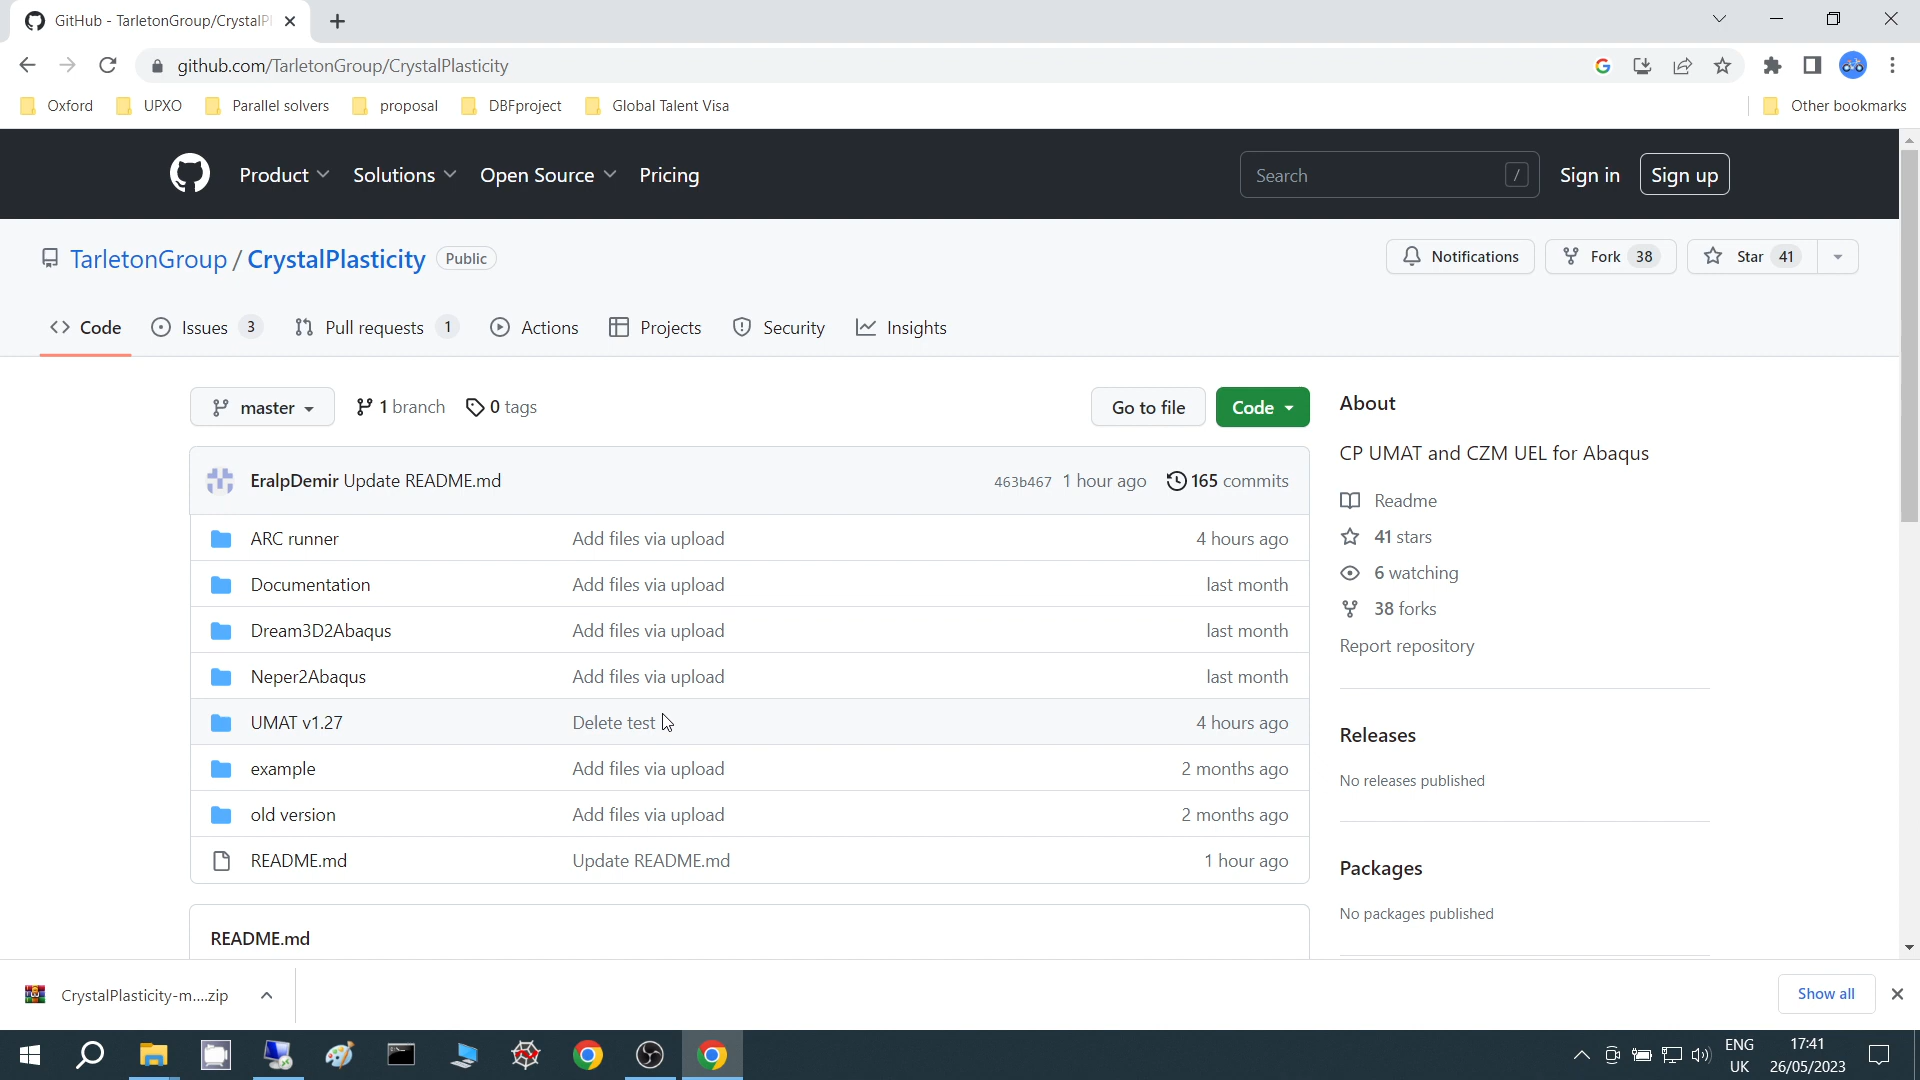 GitHub - TarletonGroup/CrystalP
github.com/TarletonGroup/CrystalPlasticity
Oxford UPXO Parallel solvers proposal DBFproject Global Talent Visa Other bookmarks
Product Solutions Open Source Pricing Search / Sign in Sign up
TarletonGroup / CrystalPlasticity Public Notifications Fork 38 Star 41
Code Issues 3 Pull requests 1 Actions Projects Security Insights
master 1 branch 0 tags Go to file Code
EralpDemir Update README.md 463b467 1 hour ago 165 commits
ARC runner Add files via upload 4 hours ago
Documentation Add files via upload last month
Dream3D2Abaqus Add files via upload last month
Neper2Abaqus Add files via upload last month
UMAT v1.27 Delete test 4 hours ago
example Add files via upload 2 months ago
old version Add files via upload 2 months ago
README.md Update README.md 1 hour ago
README.md
About
CP UMAT and CZM UEL for Abaqus
Readme
41 stars
6 watching
38 forks
Report repository
Releases
No releases published
Packages
No packages published
CrystalPlasticity-m....zip Show all
ENG 17:41
UK 26/05/2023